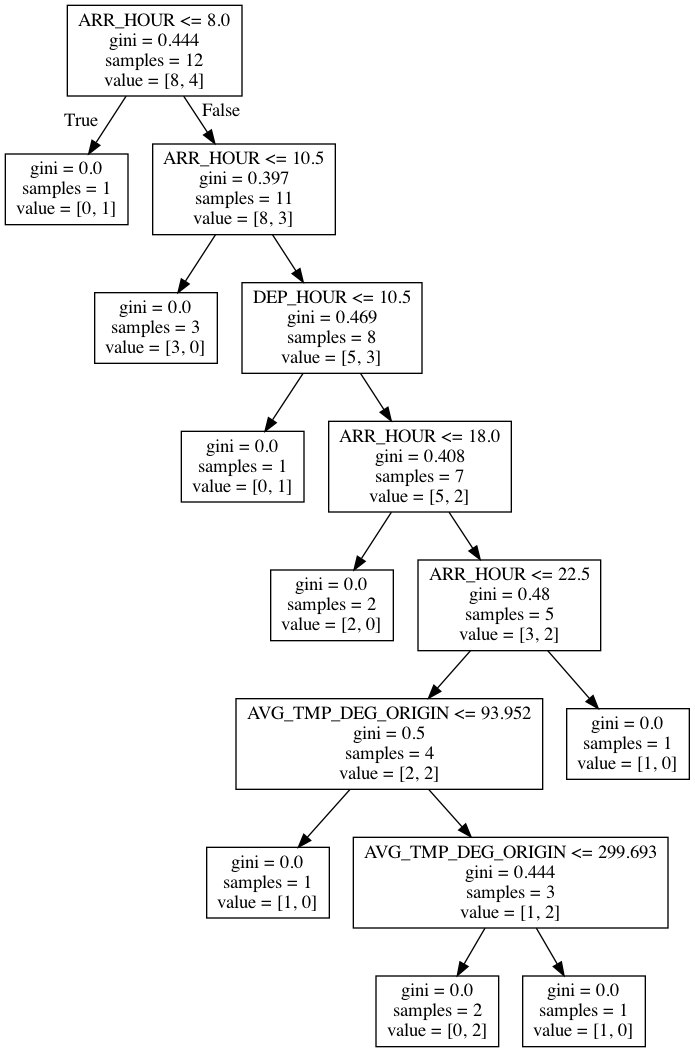 ARR_HOUR <= 8.0
gini = 0.444
samples = 12
value = [8, 4]
True
False
gini = 0.0
samples = 1
value = [0, 1]
ARR_HOUR <= 10.5
gini = 0.397
samples = 11
value = [8, 3]
gini = 0.0
samples = 3
value = [3, 0]
DEP_HOUR <= 10.5
gini = 0.469
samples = 8
value = [5, 3]
gini = 0.0
samples = 1
value = [0, 1]
ARR_HOUR <= 18.0
gini = 0.408
samples = 7
value = [5, 2]
gini = 0.0
samples = 2
value = [2, 0]
ARR_HOUR <= 22.5
gini = 0.48
samples = 5
value = [3, 2]
AVG_TMP_DEG_ORIGIN <= 93.952
gini = 0.5
samples = 4
value = [2, 2]
gini = 0.0
samples = 1
value = [1, 0]
gini = 0.0
samples = 1
value = [1, 0]
AVG_TMP_DEG_ORIGIN <= 299.693
gini = 0.444
samples = 3
value = [1, 2]
gini = 0.0
samples = 2
value = [0, 2]
gini = 0.0
samples = 1
value = [1, 0]